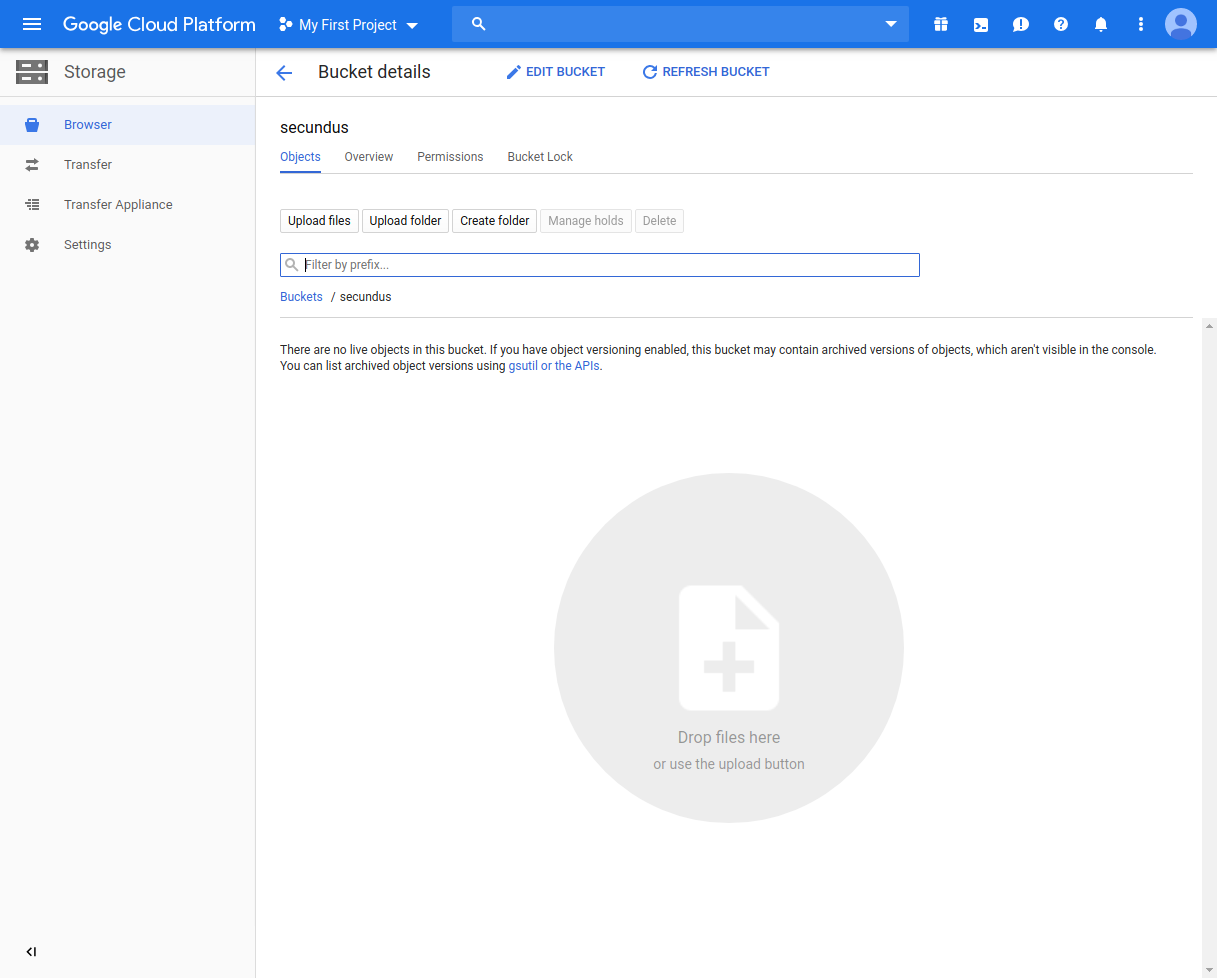 Google Cloud Platform My First Project
Storage Bucket details EDIT BUCKET REFRESH BUCKET
Browser
Transfer
Transfer Appliance
Settings
secundus
Objects Overview Permissions Bucket Lock
Upload files Upload folder Create folder Manage holds Delete
Filter by prefix...
Buckets / secundus
There are no live objects in this bucket. If you have object versioning enabled, this bucket may contain archived versions of objects, which aren't visible in the console.
You can list archived object versions using gsutil or the APIs.
Drop files here
or use the upload button